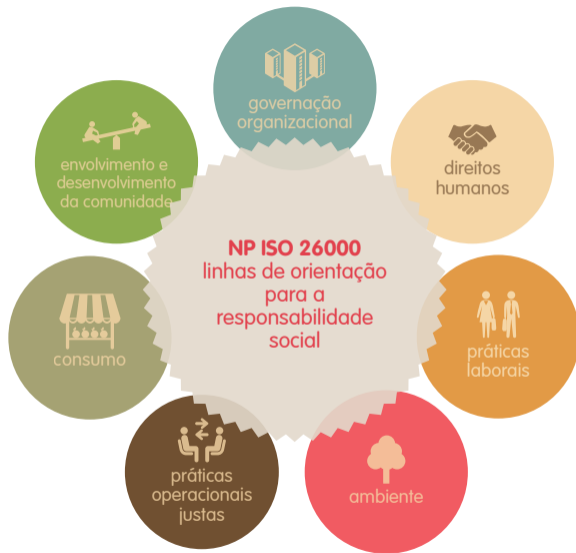 governação
organizacional
direitos
humanos
práticas
laborais
ambiente
práticas
operacionais
justas
consumo
envolvimento e
desenvolvimento
da comunidade
NP ISO 26000
linhas de orientação
para a
responsabilidade
social